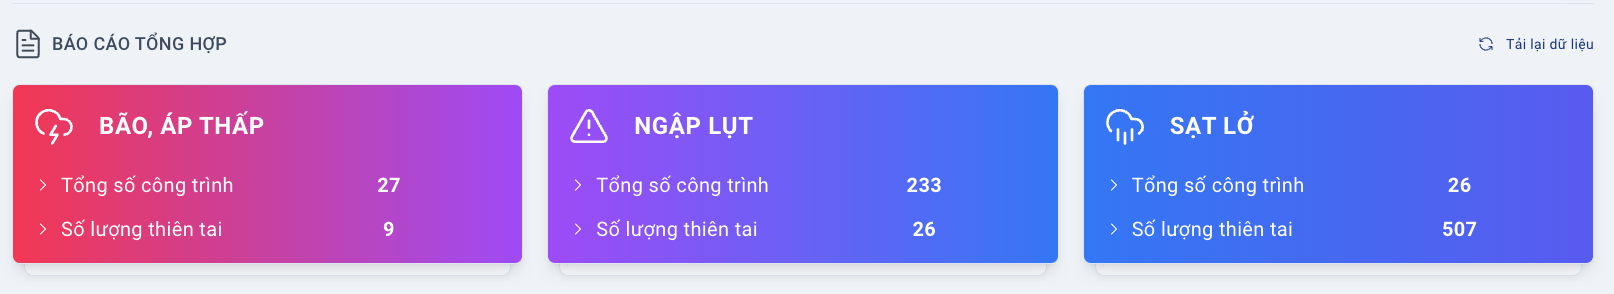 BÁO CÁO TỔNG HỢP
Tải lại dữ liệu
BÃO, ÁP THẤP
Tổng số công trình 27
Số lượng thiên tai 9
NGẬP LỤT
Tổng số công trình 233
Số lượng thiên tai 26
SẠT LỞ
Tổng số công trình 26
Số lượng thiên tai 507